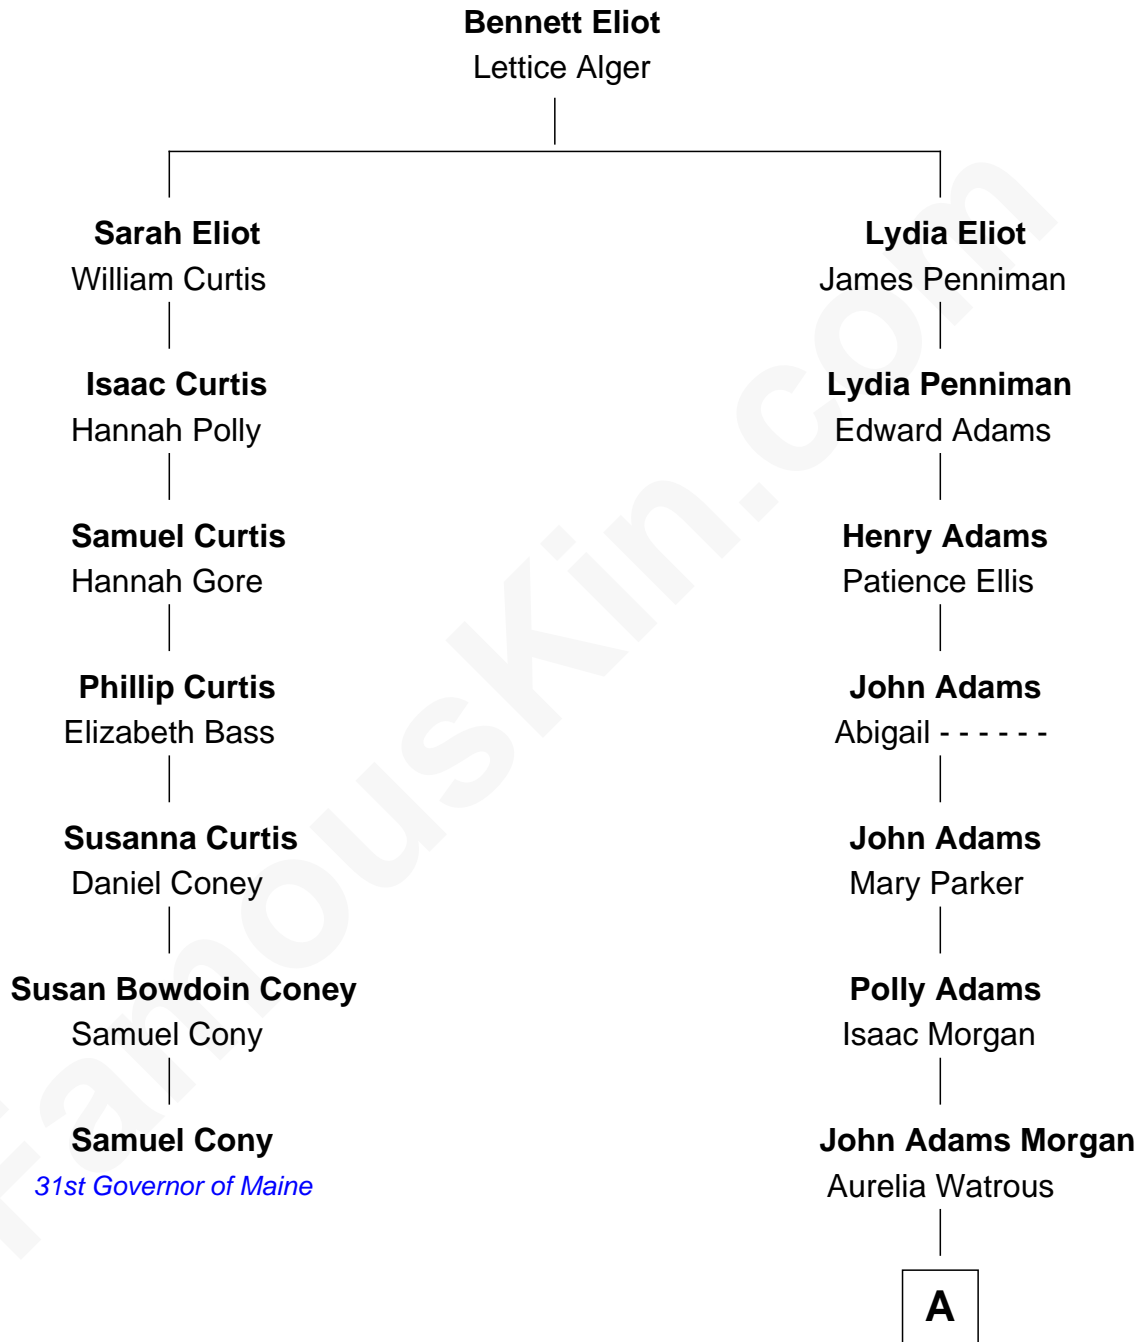 Bennett Eliot
Lettice Alger
Sarah Eliot
William Curtis
Lydia Eliot
James Penniman
Isaac Curtis
Hannah Polly
Lydia Penniman
Edward Adams
Samuel Curtis
Hannah Gore
Henry Adams
Patience Ellis
Phillip Curtis
Elizabeth Bass
John Adams
Abigail - - - - - -
Susanna Curtis
Daniel Coney
John Adams
Mary Parker
Susan Bowdoin Coney
Samuel Cony
Polly Adams
Isaac Morgan
Samuel Cony
31st Governor of Maine
John Adams Morgan
Aurelia Watrous
A
FamousKin.com